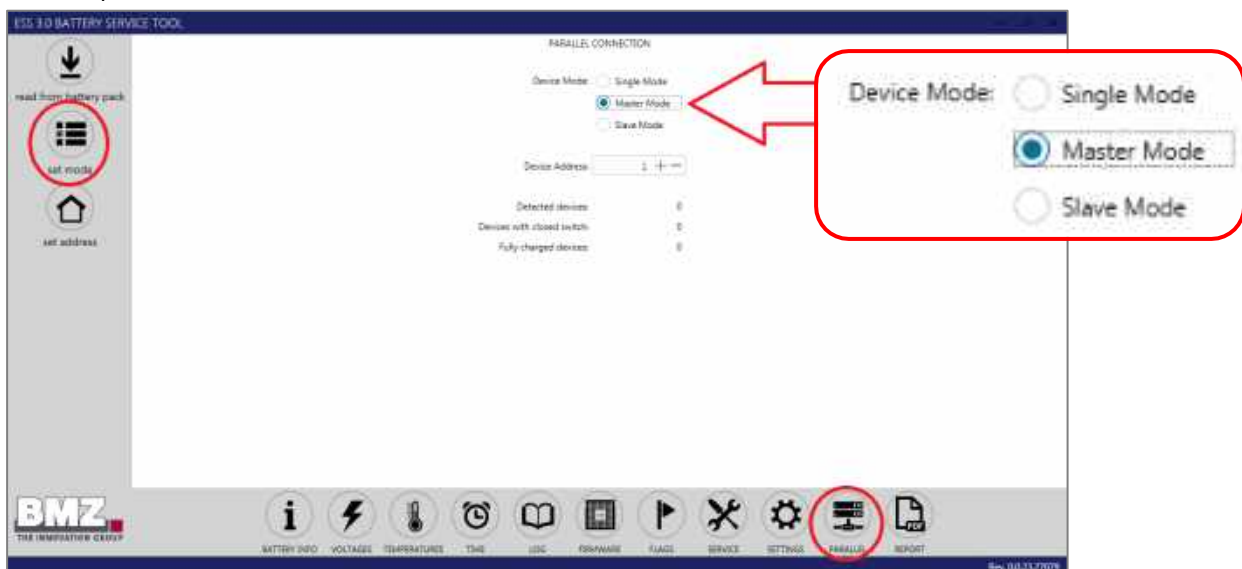 ESS 3.0 BATTERY SERVICE TOOL
PARALLEL CONNECTION
read from battery pack
set mode
set address
Device Mode: Single Mode
Master Mode
Slave Mode
Device Address 1 + −
Detected devices 0
Devices with closed switch: 0
Fully charged devices 0
Device Mode: Single Mode
Master Mode
Slave Mode
BMZ
THE INNOVATION GROUP
BATTERY INFO VOLTAGES TEMPERATURES TIME LOG FIRMWARE FLAGS SERVICE SETTINGS PARALLEL REPORT
PDF